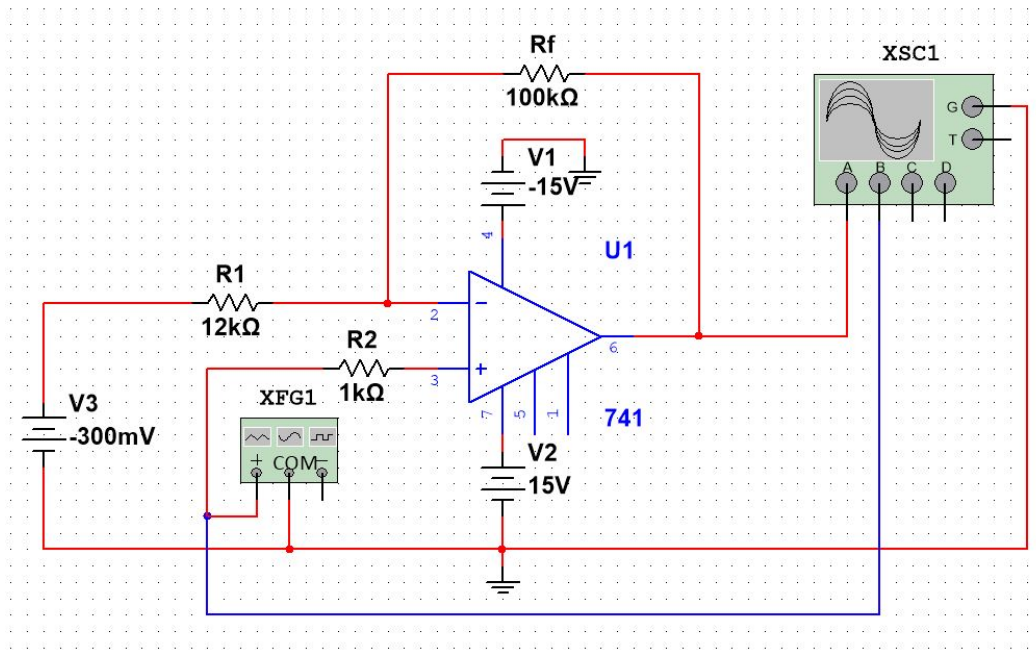 Rf
100kΩ
XSC1
G
T
A
B
C
D
V1
-15V
4
U1
R1
12kΩ
2
−
R2
1kΩ
3
+
6
XFG1
+
COM
−
7
5
1
741
V3
-300mV
V2
15V